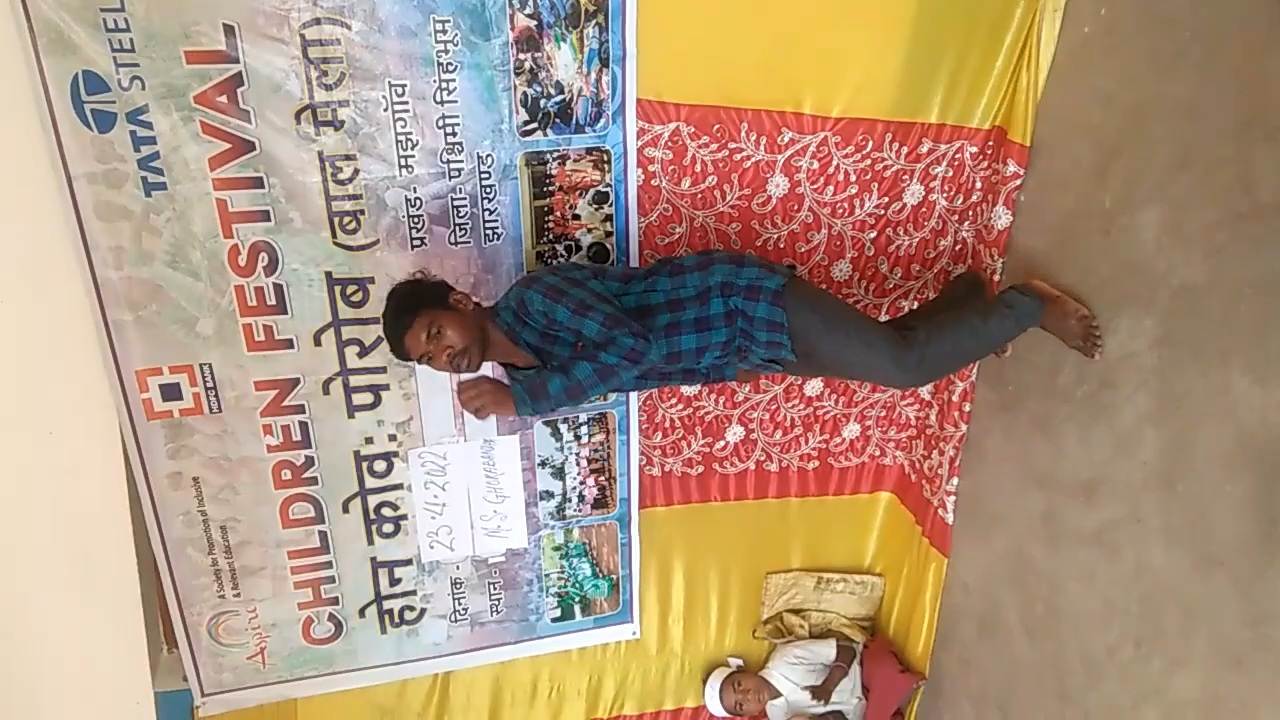 Aspire
A Society for Promotion of Inclusive
& Relevant Education
HDFC BANK
TATA STEEL
CHILDREN FESTIVAL
होन कोवः पोरोब (बाल मेला)
दिनांक- 23.4.2022
स्थान - M.S. GHORABANDHA
प्रखंड- मझगाँव
जिला- पश्चिमी सिंहभूम
झारखण्ड